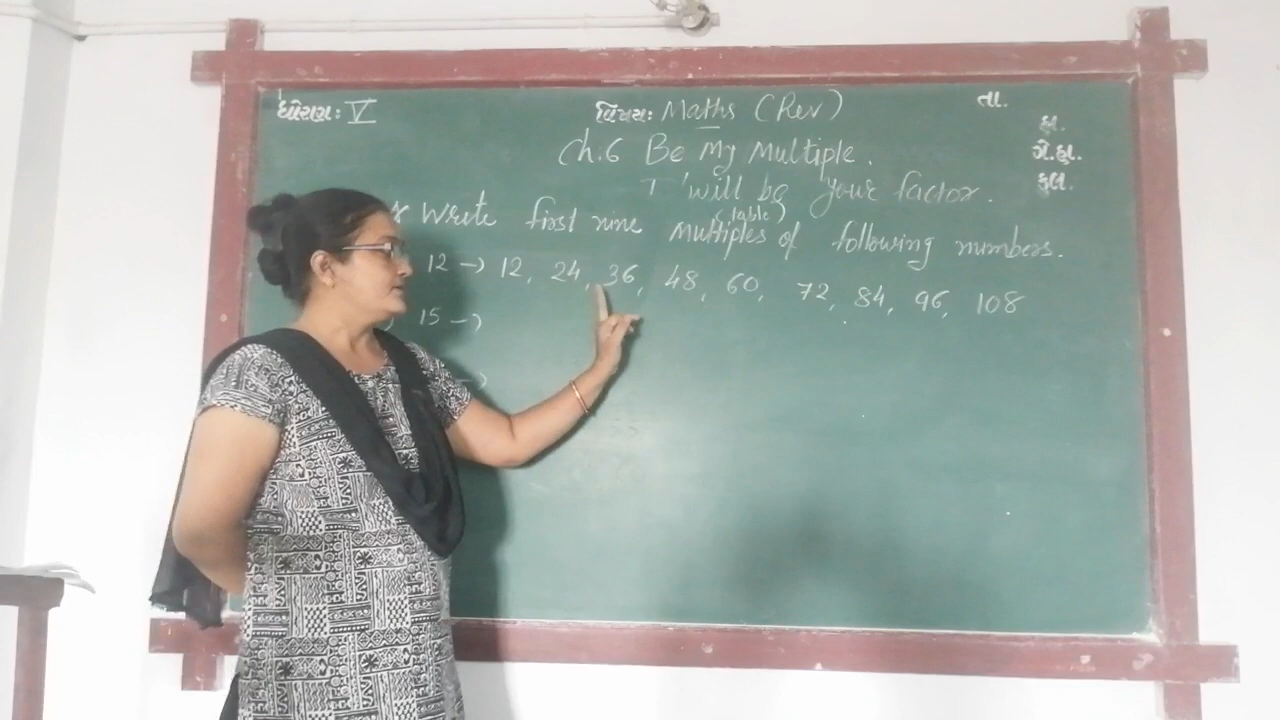 ધોરણ: V
વિષય: Maths (Rev)
તા.
હા.
ગે.હા.
કુલ.
Ch.6 Be My Multiple.
I 'will be your factor.
Write first nine multiples of following numbers.
(table)
12 → 12, 24, 36, 48, 60, 72, 84, 96, 108
15 →
→